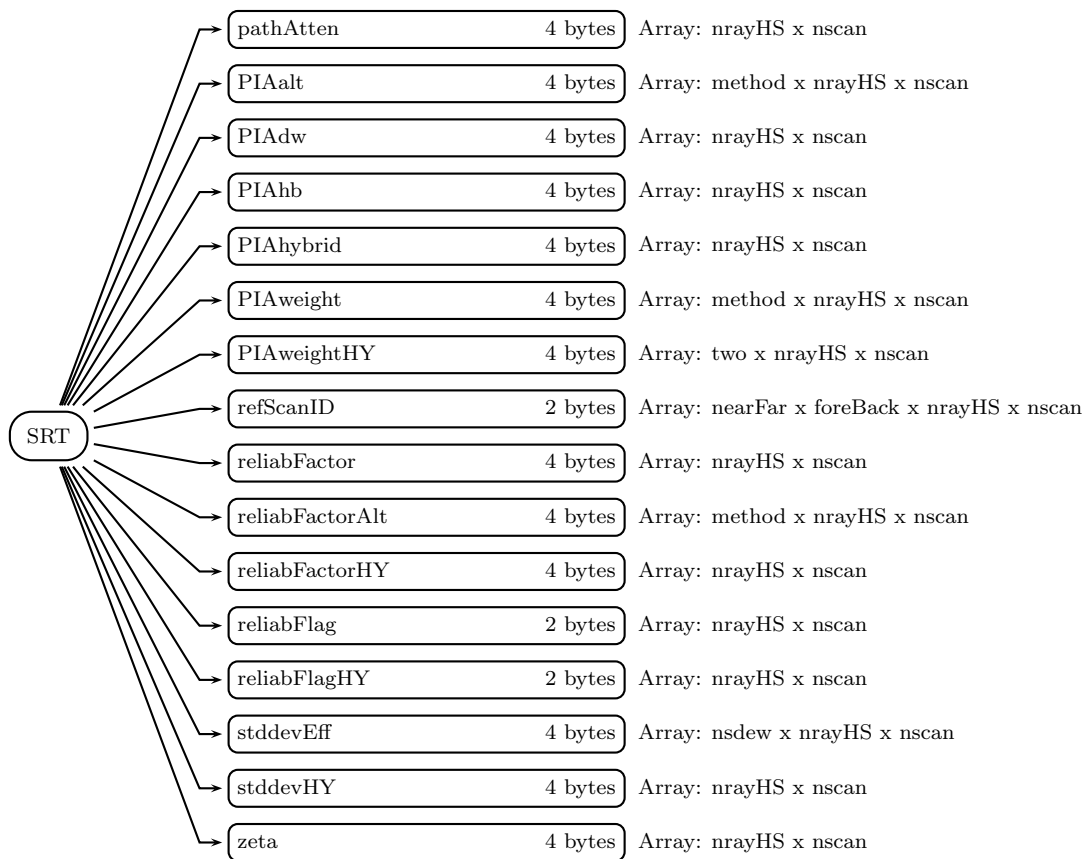 pathAtten 4 bytes Array: nrayHS x nscan
PIAalt 4 bytes Array: method x nrayHS x nscan
PIAdw 4 bytes Array: nrayHS x nscan
PIAhb 4 bytes Array: nrayHS x nscan
PIAhybrid 4 bytes Array: nrayHS x nscan
PIAweight 4 bytes Array: method x nrayHS x nscan
PIAweightHY 4 bytes Array: two x nrayHS x nscan
refScanID 2 bytes Array: nearFar x foreBack x nrayHS x nscan
SRT
reliabFactor 4 bytes Array: nrayHS x nscan
reliabFactorAlt 4 bytes Array: method x nrayHS x nscan
reliabFactorHY 4 bytes Array: nrayHS x nscan
reliabFlag 2 bytes Array: nrayHS x nscan
reliabFlagHY 2 bytes Array: nrayHS x nscan
stddevEff 4 bytes Array: nsdew x nrayHS x nscan
stddevHY 4 bytes Array: nrayHS x nscan
zeta 4 bytes Array: nrayHS x nscan